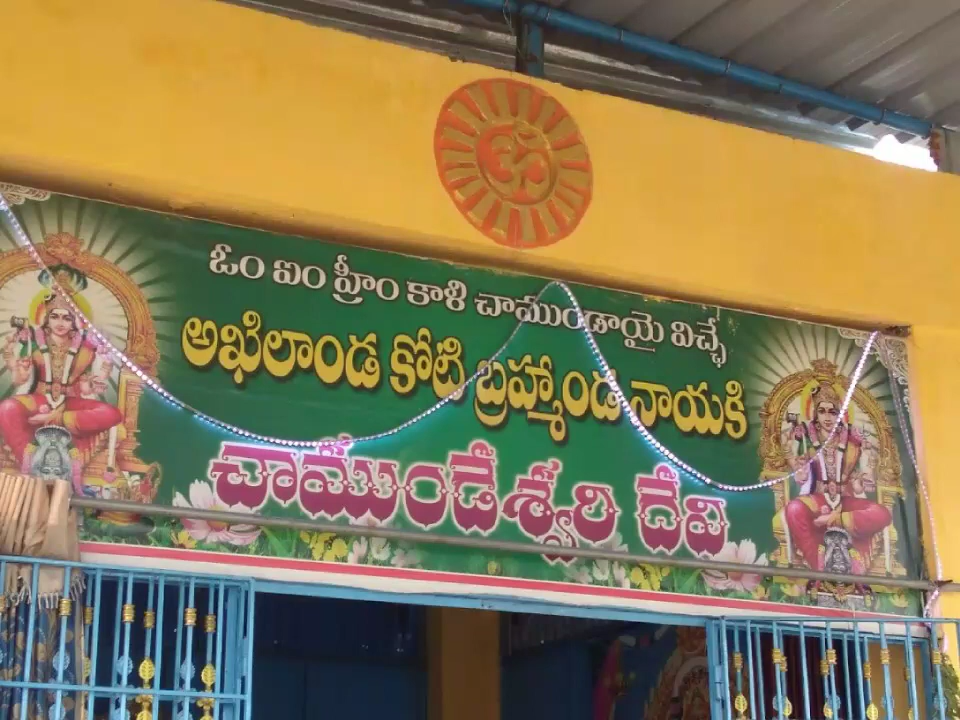 ॐ
ఓం ఐం హ్రీం కాళి చాముండాయై విచ్ఛే
అఖిలాండ కోటి బ్రహ్మాండ నాయకి
చాముండేశ్వరి దేవి